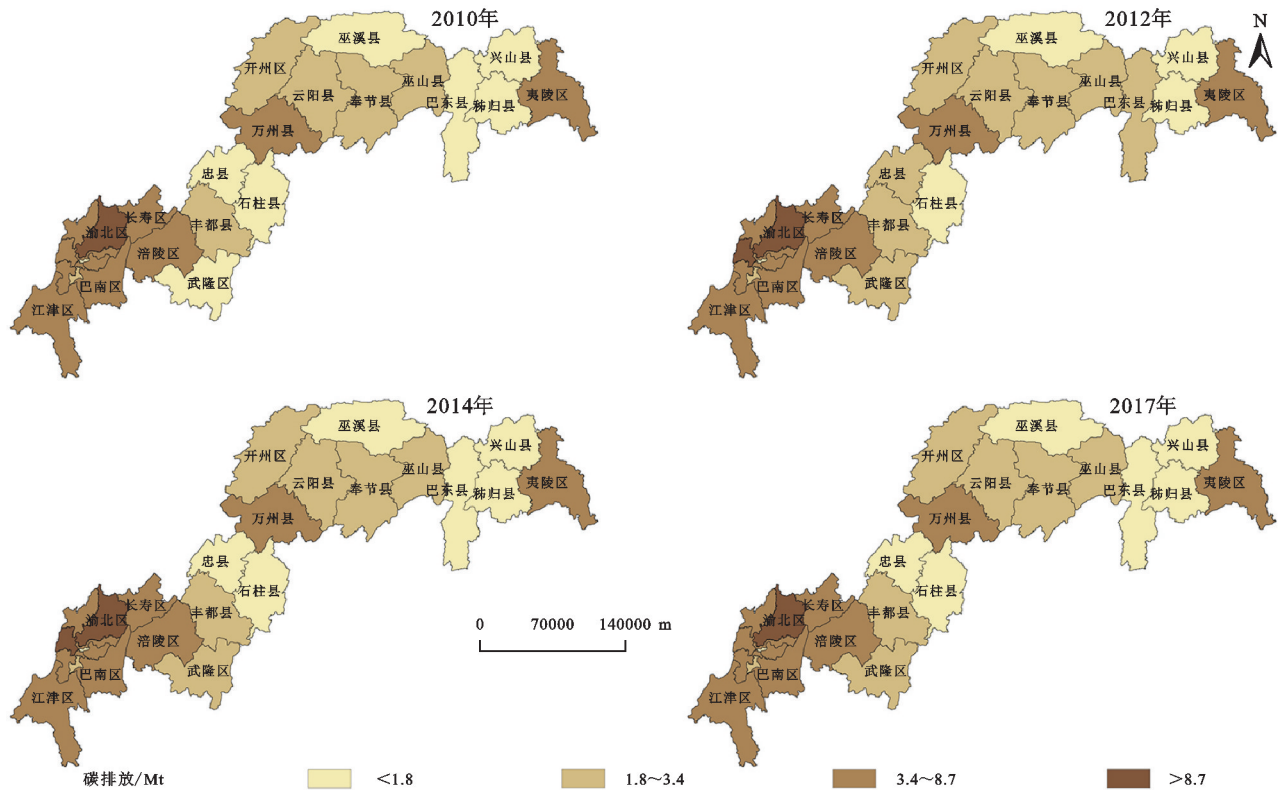 2010年
巫溪县
兴山县
开州区
巫山县
云阳县
奉节县
巴东县
秭归县
夷陵区
万州县
忠县
石柱县
长寿区
渝北区
丰都县
涪陵区
武隆区
巴南区
江津区
2012年
N
巫溪县
兴山县
开州区
巫山县
云阳县
奉节县
巴东县
秭归县
夷陵区
万州县
忠县
石柱县
长寿区
渝北区
丰都县
涪陵区
武隆区
巴南区
江津区
2014年
巫溪县
兴山县
开州区
巫山县
云阳县
奉节县
巴东县
秭归县
夷陵区
万州县
忠县
石柱县
长寿区
渝北区
丰都县
涪陵区
武隆区
巴南区
江津区
0 70000 140000 m
2017年
巫溪县
兴山县
开州区
巫山县
云阳县
奉节县
巴东县
秭归县
夷陵区
万州县
忠县
石柱县
长寿区
渝北区
丰都县
涪陵区
武隆区
巴南区
江津区
碳排放/Mt <1.8 1.8~3.4 3.4~8.7 >8.7